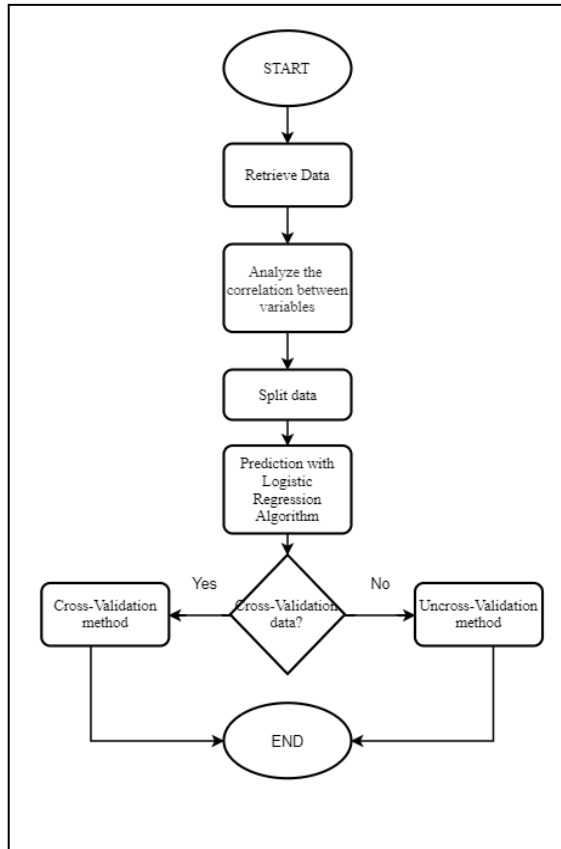 START
Retrieve Data
Analyze the
correlation between
variables
Split data
Prediction with
Logistic
Regression
Algorithm
Yes
No
Cross-Validation
method
Cross-Validation
data?
Uncross-Validation
method
END